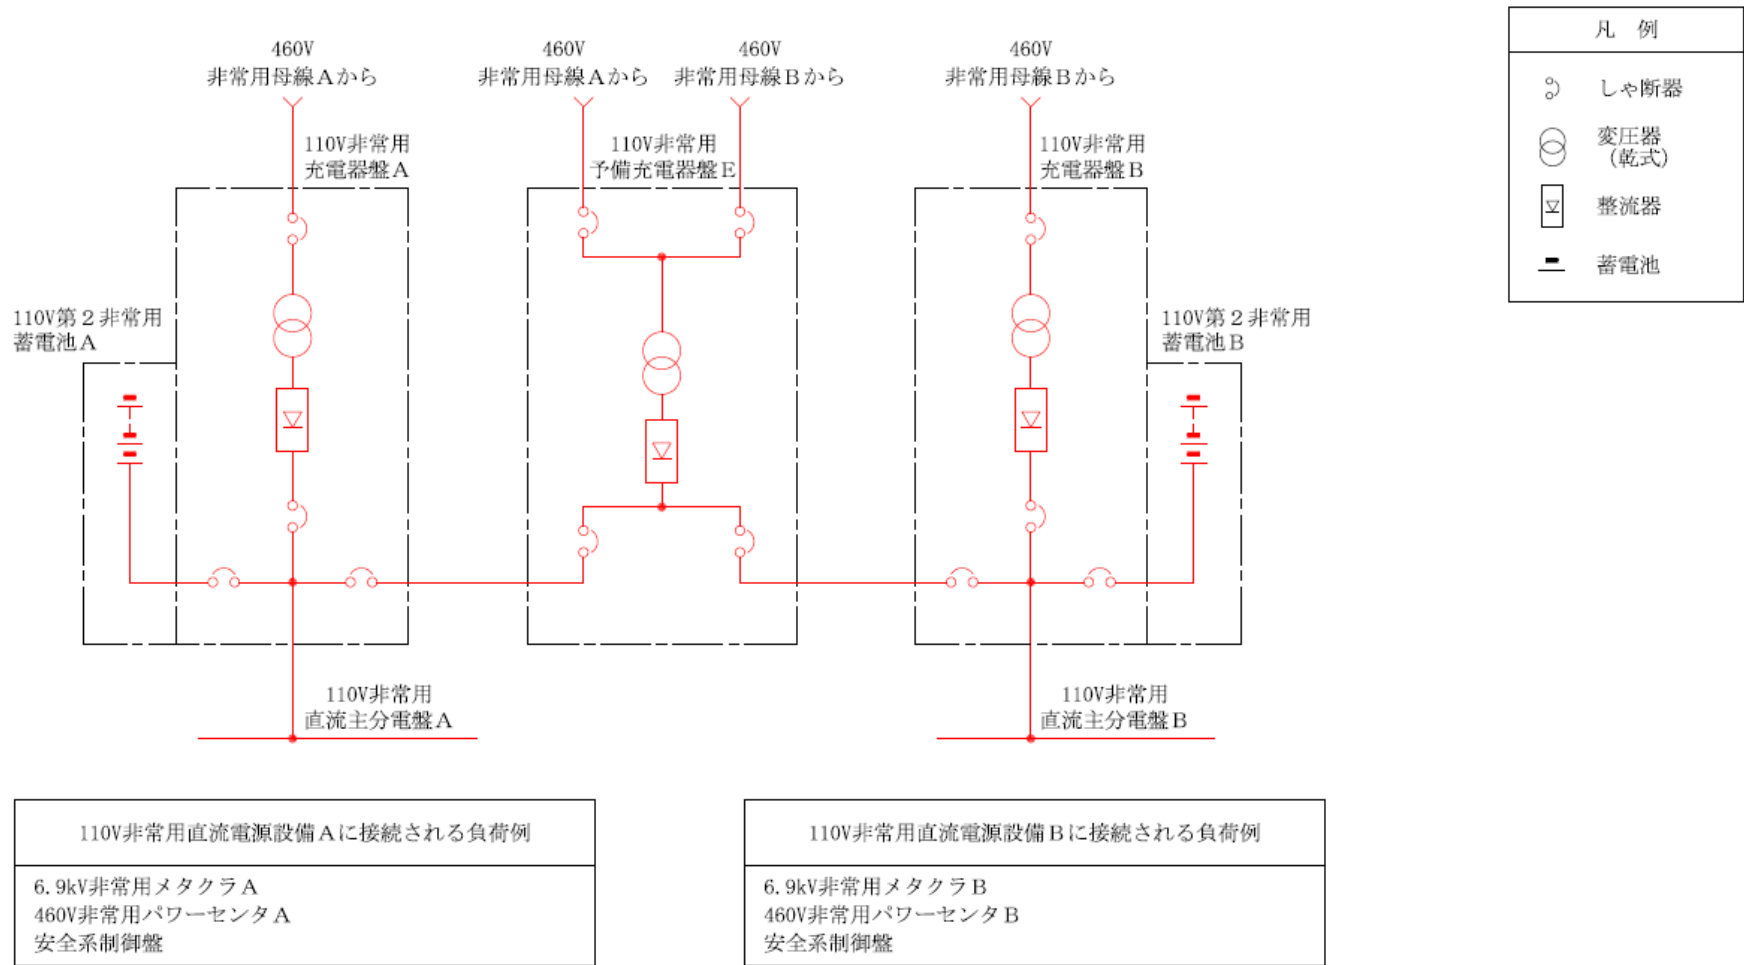 460V
非常用母線Aから
460V
非常用母線Aから
460V
非常用母線Bから
460V
非常用母線Bから
凡 例
しゃ断器
変圧器
(乾式)
整流器
蓄電池
110V非常用
充電器盤A
110V非常用
予備充電器盤E
110V非常用
充電器盤B
110V第2非常用
蓄電池A
110V第2非常用
蓄電池B
110V非常用
直流主分電盤A
110V非常用
直流主分電盤B
110V非常用直流電源設備Aに接続される負荷例
6.9kV非常用メタクラA
460V非常用パワーセンタA
安全系制御盤
110V非常用直流電源設備Bに接続される負荷例
6.9kV非常用メタクラB
460V非常用パワーセンタB
安全系制御盤